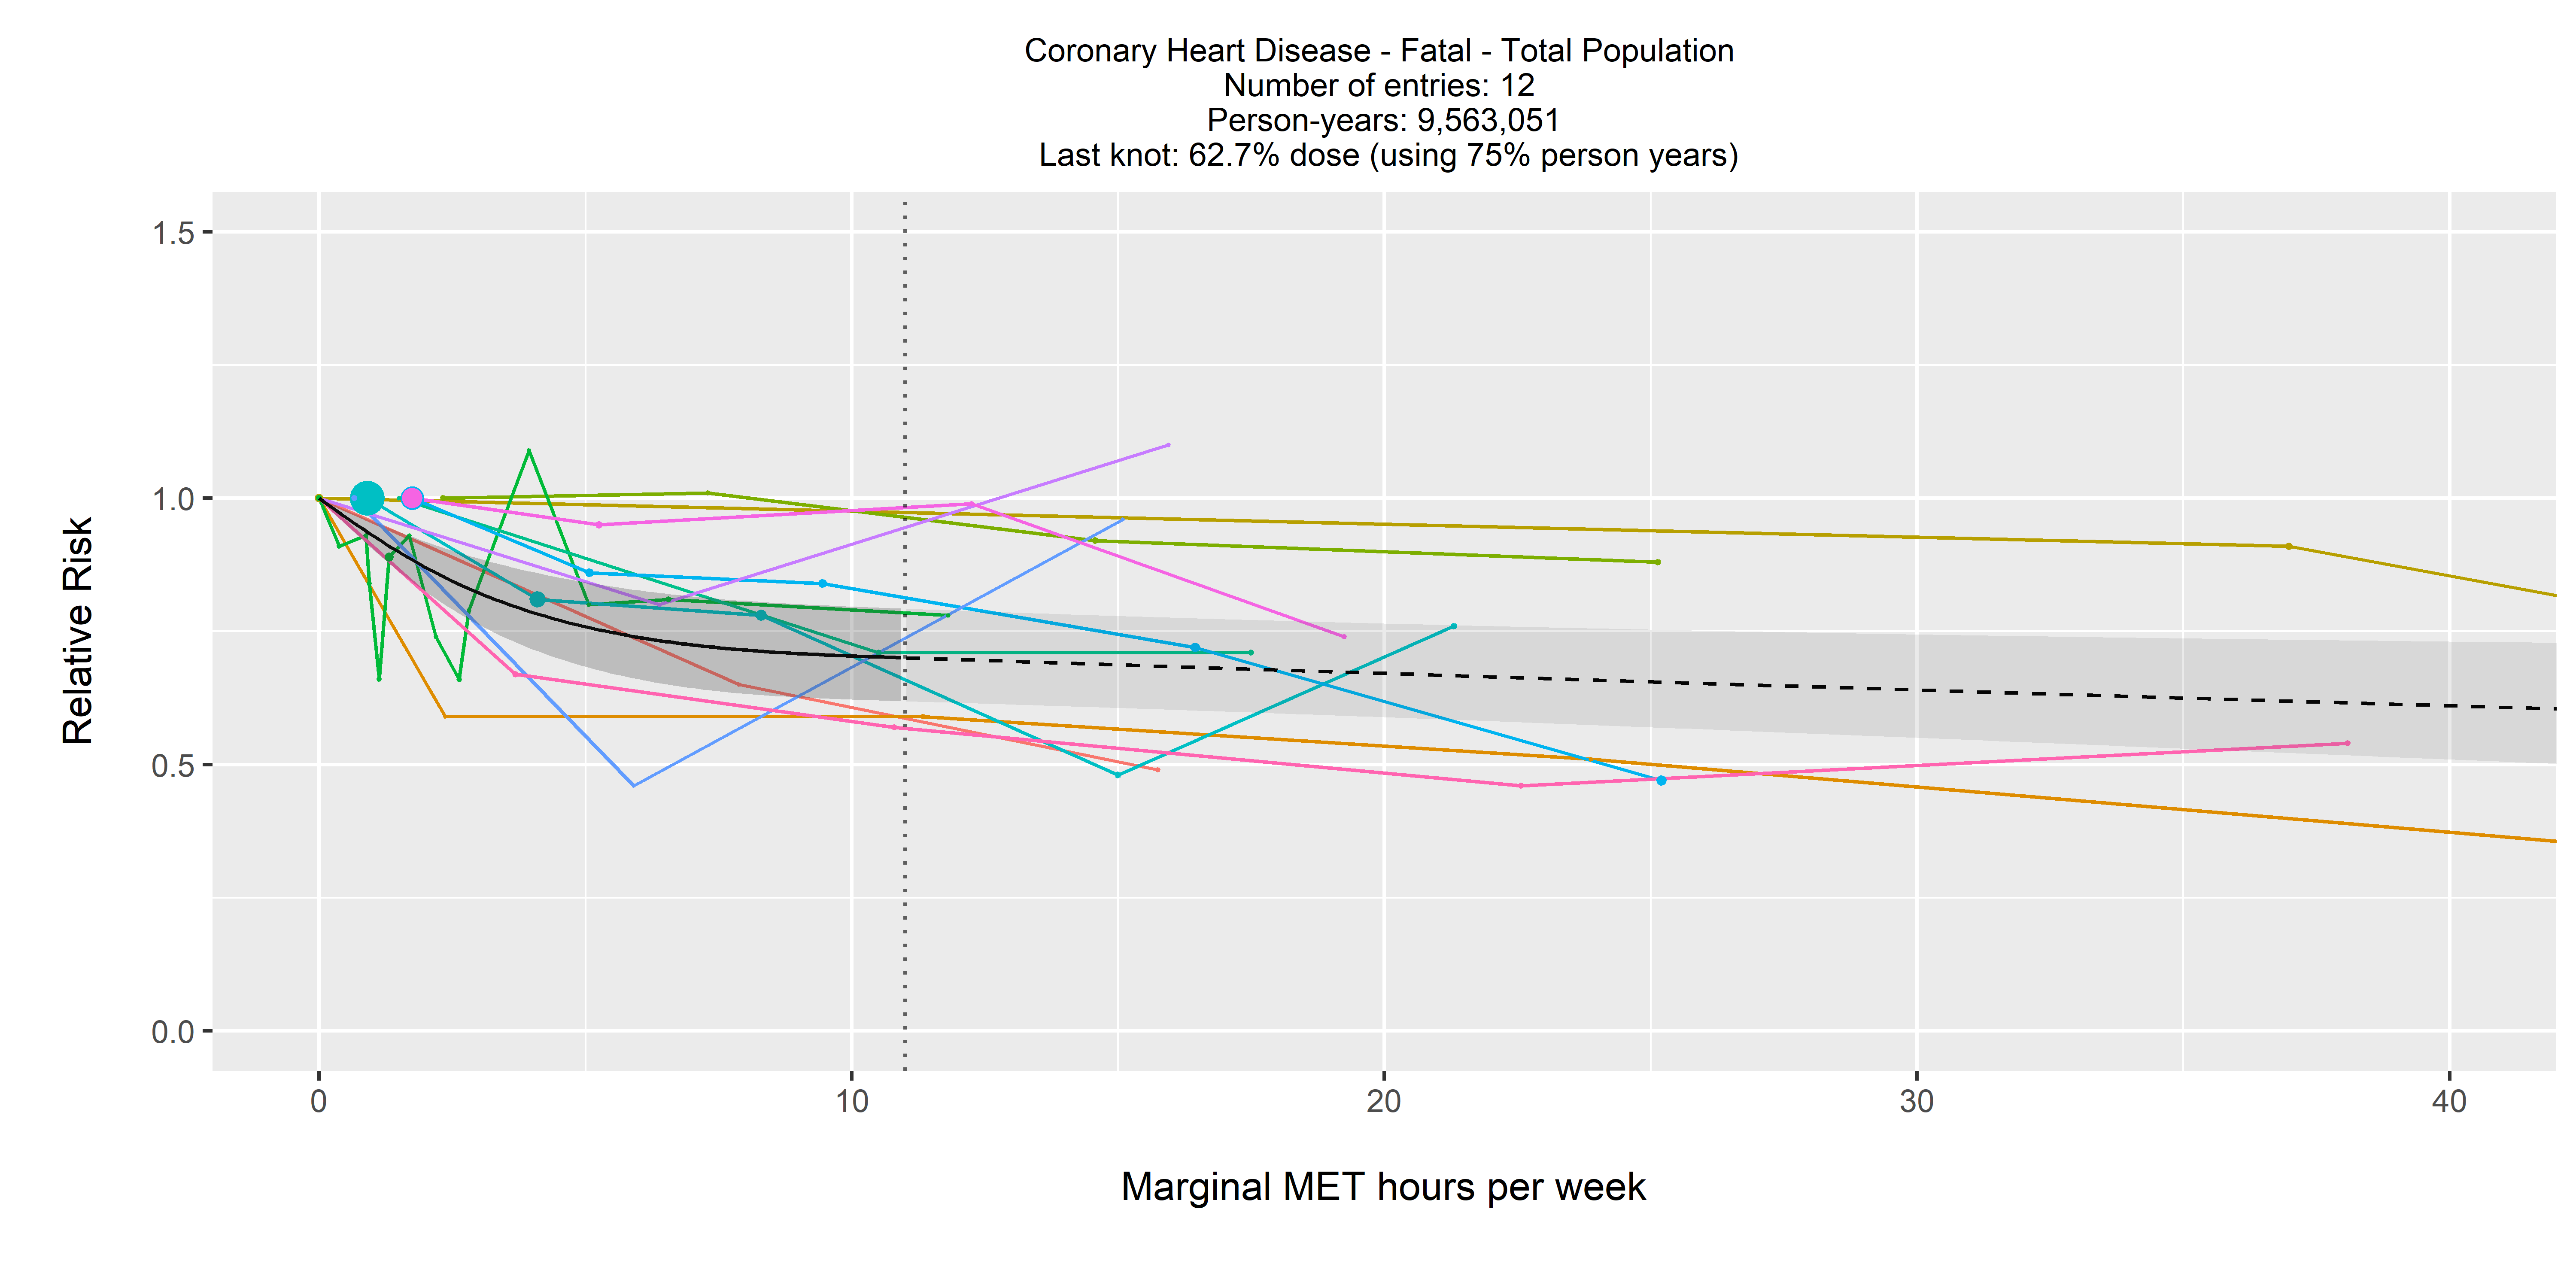 Coronary Heart Disease - Fatal - Total Population
Number of entries: 12
Person-years: 9,563,051
Last knot: 62.7% dose (using 75% person years)
1.5
1.0
0.5
0.0
Relative Risk
0 10 20 30 40
Marginal MET hours per week